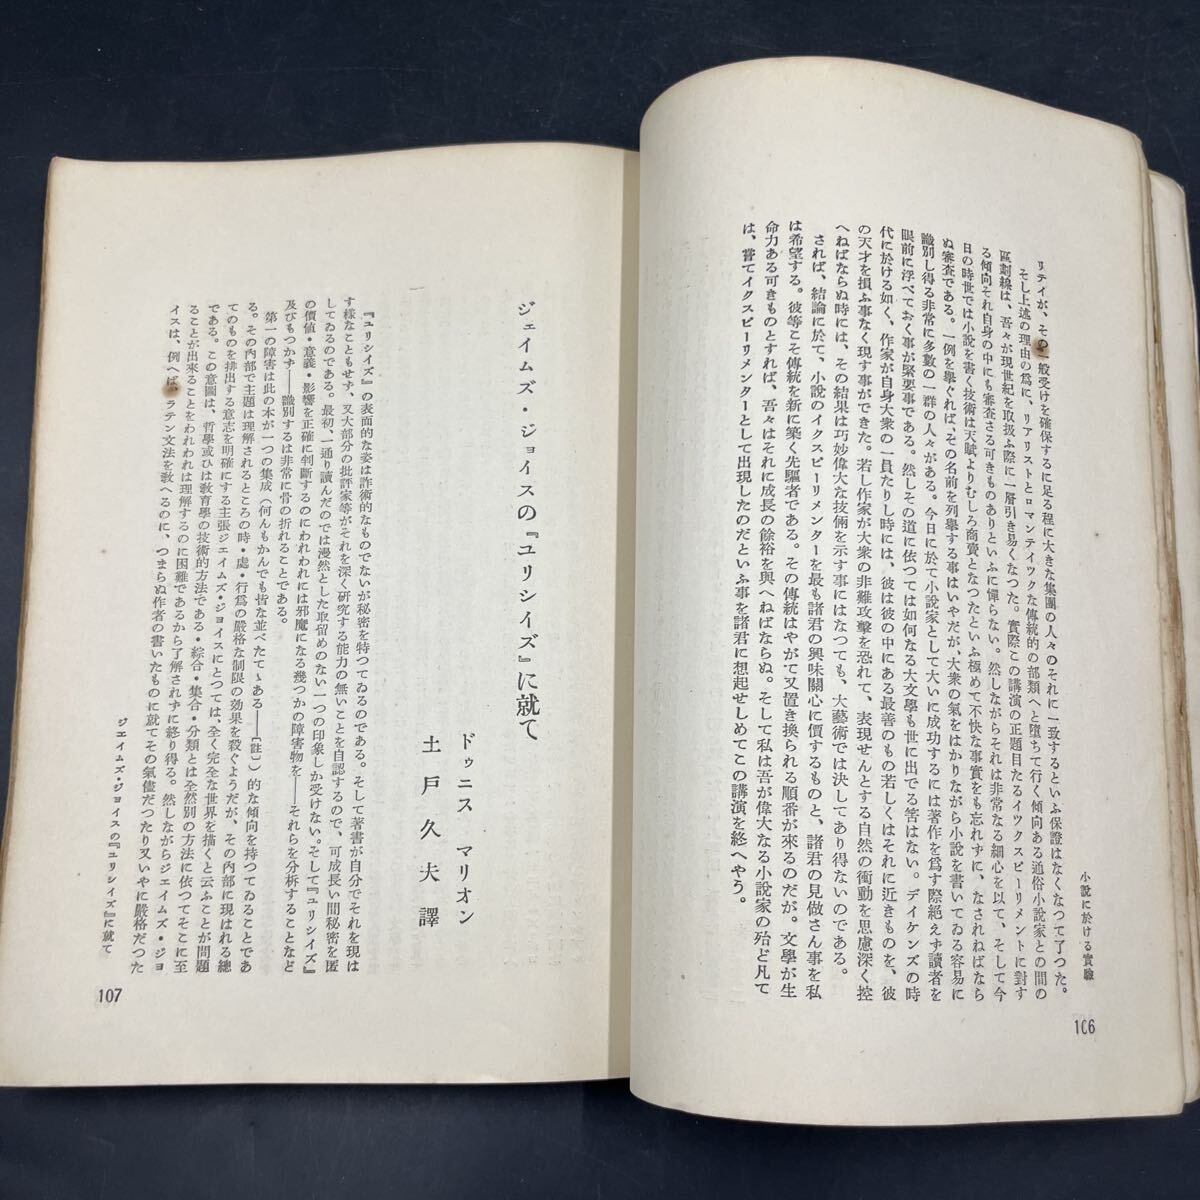 小說に於ける實驗
リテイが、その一般受けを確保するに足る程に大きな集團の人々のそれに一致するといふ保證はなくなつて了つた。
そし上述の理由の爲に、リアリストとロマンテイツクな傳統的の部類へと墮ちて行く傾向ある通俗小說家との間の
區劃線は、吾々が現世紀を取扱ふ際に一層引き易くなつた。實際この講演の正題目たるイツクスピーリメントに對す
る傾向それ自身の中にも審査さる可きものありといふに憚らない。然しながらそれは非常なる細心を以て、そして今
日の時世では小說を書く技術は天賦よりむしろ商賣となつたといふ極めて不快な事實をも忘れずに、なされねばなら
ぬ審査である。一例を擧ぐれば、その名前を列擧する事はいやだが、大衆の氣をはかりながら小說を書いてゐる容易に
識別し得る非常に多數の一群の人々がある。今日に於て小說家として大いに成功するには著作を爲す際絕えず讀者を
眼前に浮べておく事が緊要事である。然しその道に依つては如何なる大文學も世に出でる筈はない。デイケンズの時
代に於ける如く、作家が自身大衆の一員たりし時には、彼は彼の中にある最善のもの若しくはそれに近きものを、彼
の天才を損ふ事なく現す事ができた。若し作家が大衆の非難攻擊を恐れて、表現せんとする自然の衝動を思慮深く控
へねばならぬ時には、その結果は巧妙偉大な技倆を示す事にはなつても、大藝術では決してあり得ないのである。
されば、結論に於て、小說のイクスピーリメンターを最も諸君の興味關心に價するものと、諸君の見做さん事を私
は希望する。彼等こそ傳統を新に築く先驅者である。その傳統はやがて又置き換られる順番が來るのだが。文學が生
命力ある可きものとすれば、吾々はそれに成長の餘裕を與へねばならぬ。そして私は吾が偉大なる小說家の殆ど凡て
は、嘗てイクスピーリメンターとして出現したのだといふ事を諸君に想起せしめてこの講演を終へやう。
106
ジェイムズ・ジョイスの『ユリシイズ』に就て
ドゥニス マリオン
土戸久夫 譯
一
『ユリシイズ』の表面的な姿は詐術的なものでないが秘密を持つてゐるのである。そして著書が自分でそれを現は
す樣なこともせず、又大部分の批評家等がそれを深く研究する能力の無いことを自認するので、可成長い間秘密を匿
してゐるのである。最初、一通り讀んだのでは漫然とした取留めのない一つの印象しか受けない。そして『ユリシイズ』
の價値・意義・影響を正確に判斷するのにわれわれには邪魔になる幾つかの障害物を――それらを分柝することなど
及びもつかず――識別するは非常に骨の折れることである。
第一の障害は此の本が一つの集成（何んもかんでも皆な並べたてゝある――〔註こ）的な傾向を持つてゐることであ
る。その內部で主題は理解されるところの時・處・行爲の嚴格な制限の效果を殺ぐようだが、その內部に現はれる總
てのものを排出する意志を明確にする主張ジエイムズ・ジョイスにとつては、全く完全な世界を描くと云ふことが問題
である。この意圖は、哲學或ひは敎育學の技術的方法である・綜合・集合・分類とは全然別の方法に依つてそこに至
ることが出來ることをわれわれは理解するのに困難であるから了解されずに終り得る。然しながらジエイムズ・ジョ
イスは、例へば、ラテン文法を敎へるのに、つまらぬ作者の書いたものに就てその氣儘だつたり又いやに嚴格だつた
ジエイムズ・ジョイスの『ユリシイズ』に就て
107